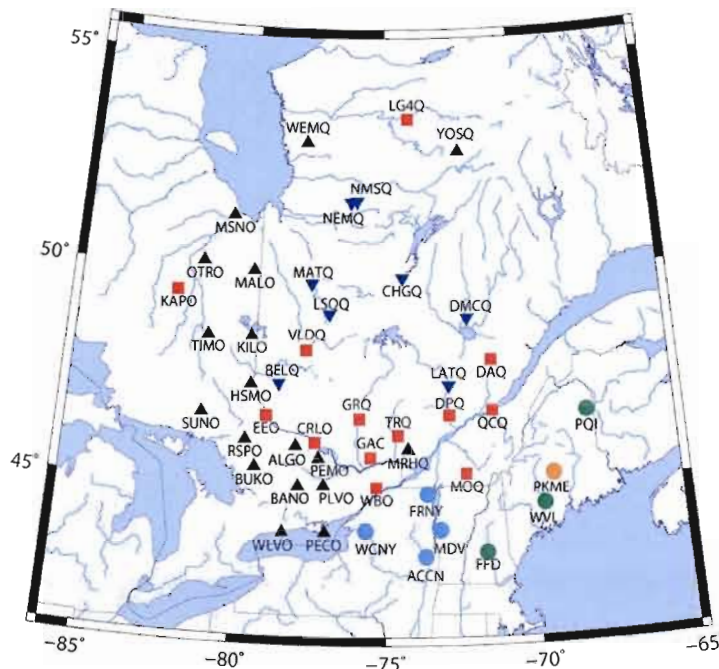 55°
LG4Q
WEMQ
YOSQ
NMSQ
NEMQ
MSNO
50°
OTRO
MALO
MATQ
CHGQ
KAPO
LSQQ
DMCQ
TIMO
KILO
VLDQ
BELQ
LATQ
DAQ
HSMO
GRQ
DPQ
SUNO
EEO
CRLO
TRQ
QCQ
PQI
RSPO
ALGO
GAC
MRHQ
45°
PEMO
BUKO
MOQ
PKME
BANO
PLVO
WBO
FRNY
WVL
WLVO
PECO
WCNY
MDV
FFD
ACCN
-85°
-80°
-75°
-70°
-65